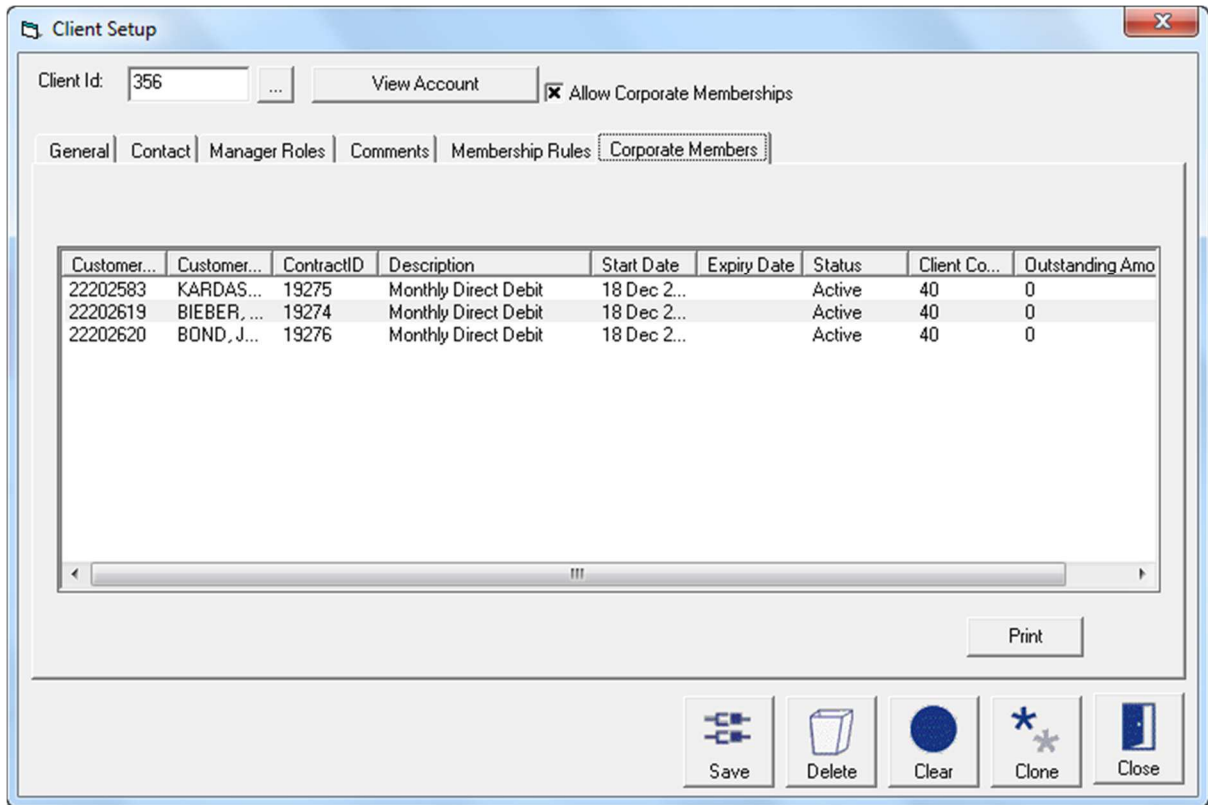 Client Setup
Client Id: 356 ... View Account Allow Corporate Memberships
General Contact Manager Roles Comments Membership Rules Corporate Members
Customer... Customer... ContractID Description Start Date Expiry Date Status Client Co... Outstanding Amo
22202583 KARDAS... 19275 Monthly Direct Debit 18 Dec 2... Active 40 0
22202619 BIEBER, ... 19274 Monthly Direct Debit 18 Dec 2... Active 40 0
22202620 BOND, J... 19276 Monthly Direct Debit 18 Dec 2... Active 40 0
Print
Save Delete Clear Clone Close